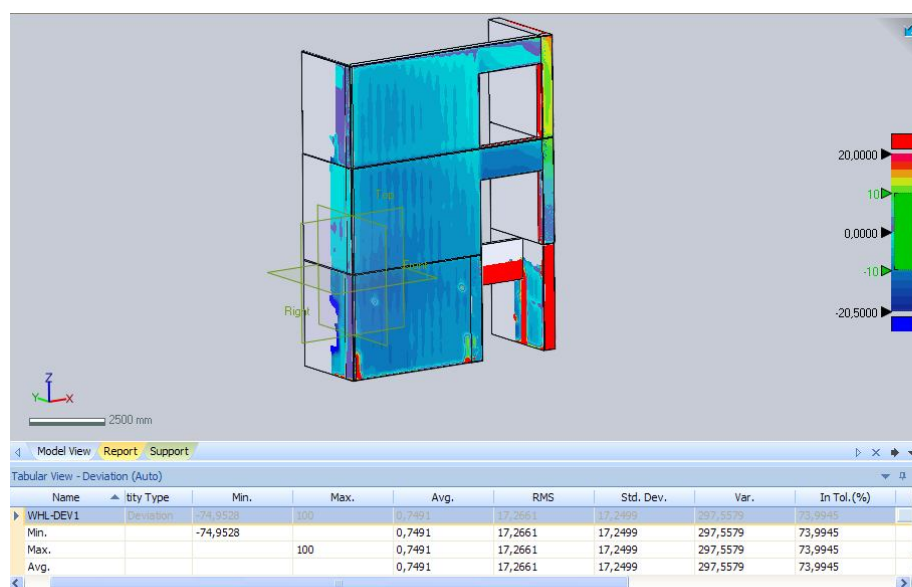 Top
Front
Right
Z
Y X
2500 mm
20,0000
10
0,0000
-10
-20,5000
Model View Report Support
Tabular View - Deviation (Auto)
Name tity Type Min. Max. Avg. RMS Std. Dev. Var. In Tol.(%)
WHL-DEV1 Deviation -74,9528 100 0,7491 17,2661 17,2499 297,5579 73,9945
Min. -74,9528 0,7491 17,2661 17,2499 297,5579 73,9945
Max. 100 0,7491 17,2661 17,2499 297,5579 73,9945
Avg. 0,7491 17,2661 17,2499 297,5579 73,9945